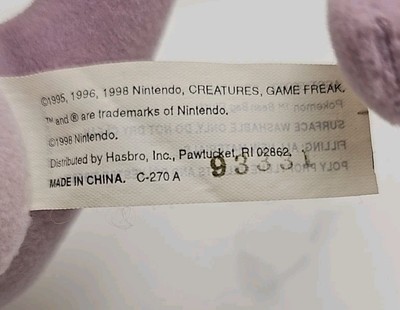 ©1995, 1996, 1998 Nintendo, CREATURES, GAME FREAK.
™ and ® are trademarks of Nintendo.
©1998 Nintendo.
Distributed by Hasbro, Inc., Pawtucket, RI 02862.
93331
MADE IN CHINA. C-270 A